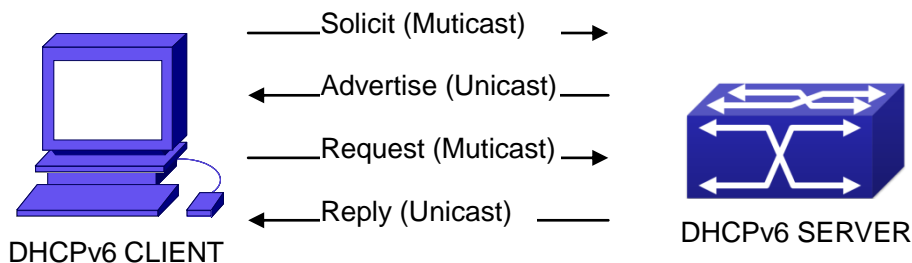 Solicit (Muticast)
Advertise (Unicast)
Request (Muticast)
Reply (Unicast)
DHCPv6 CLIENT
DHCPv6 SERVER